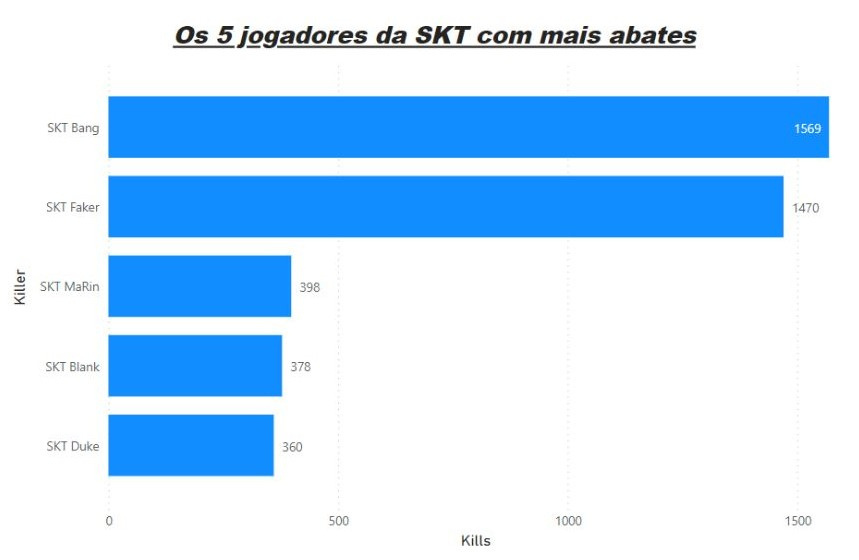 Os 5 jogadores da SKT com mais abates
SKT Bang 1569
SKT Faker 1470
SKT MaRin 398
SKT Blank 378
SKT Duke 360
Killer
0 500 1000 1500
Kills